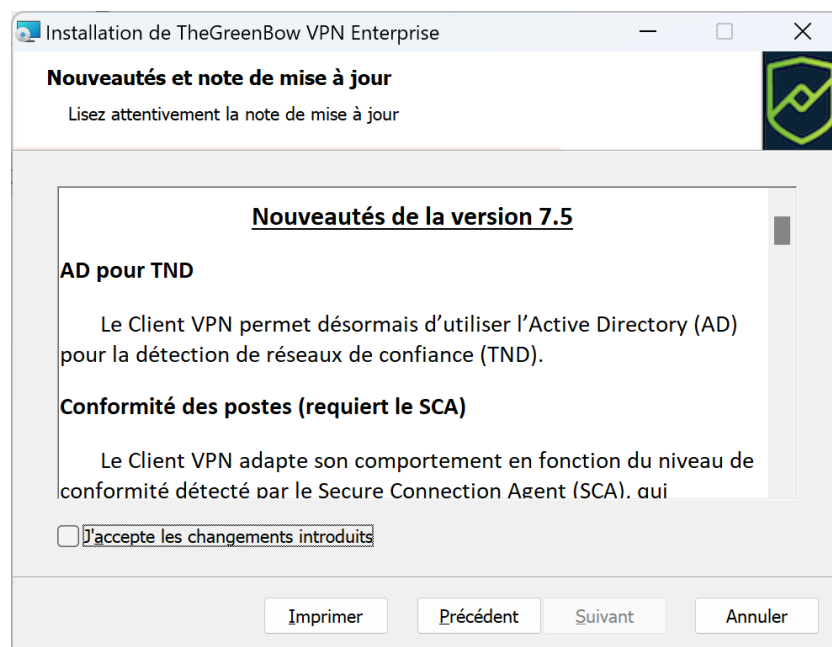 Installation de TheGreenBow VPN Enterprise
Nouveautés et note de mise à jour
Lisez attentivement la note de mise à jour
Nouveautés de la version 7.5
AD pour TND
Le Client VPN permet désormais d’utiliser l’Active Directory (AD)
pour la détection de réseaux de confiance (TND).
Conformité des postes (requiert le SCA)
Le Client VPN adapte son comportement en fonction du niveau de
conformité détecté par le Secure Connection Agent (SCA), qui
J'accepte les changements introduits
Imprimer Précédent Suivant Annuler